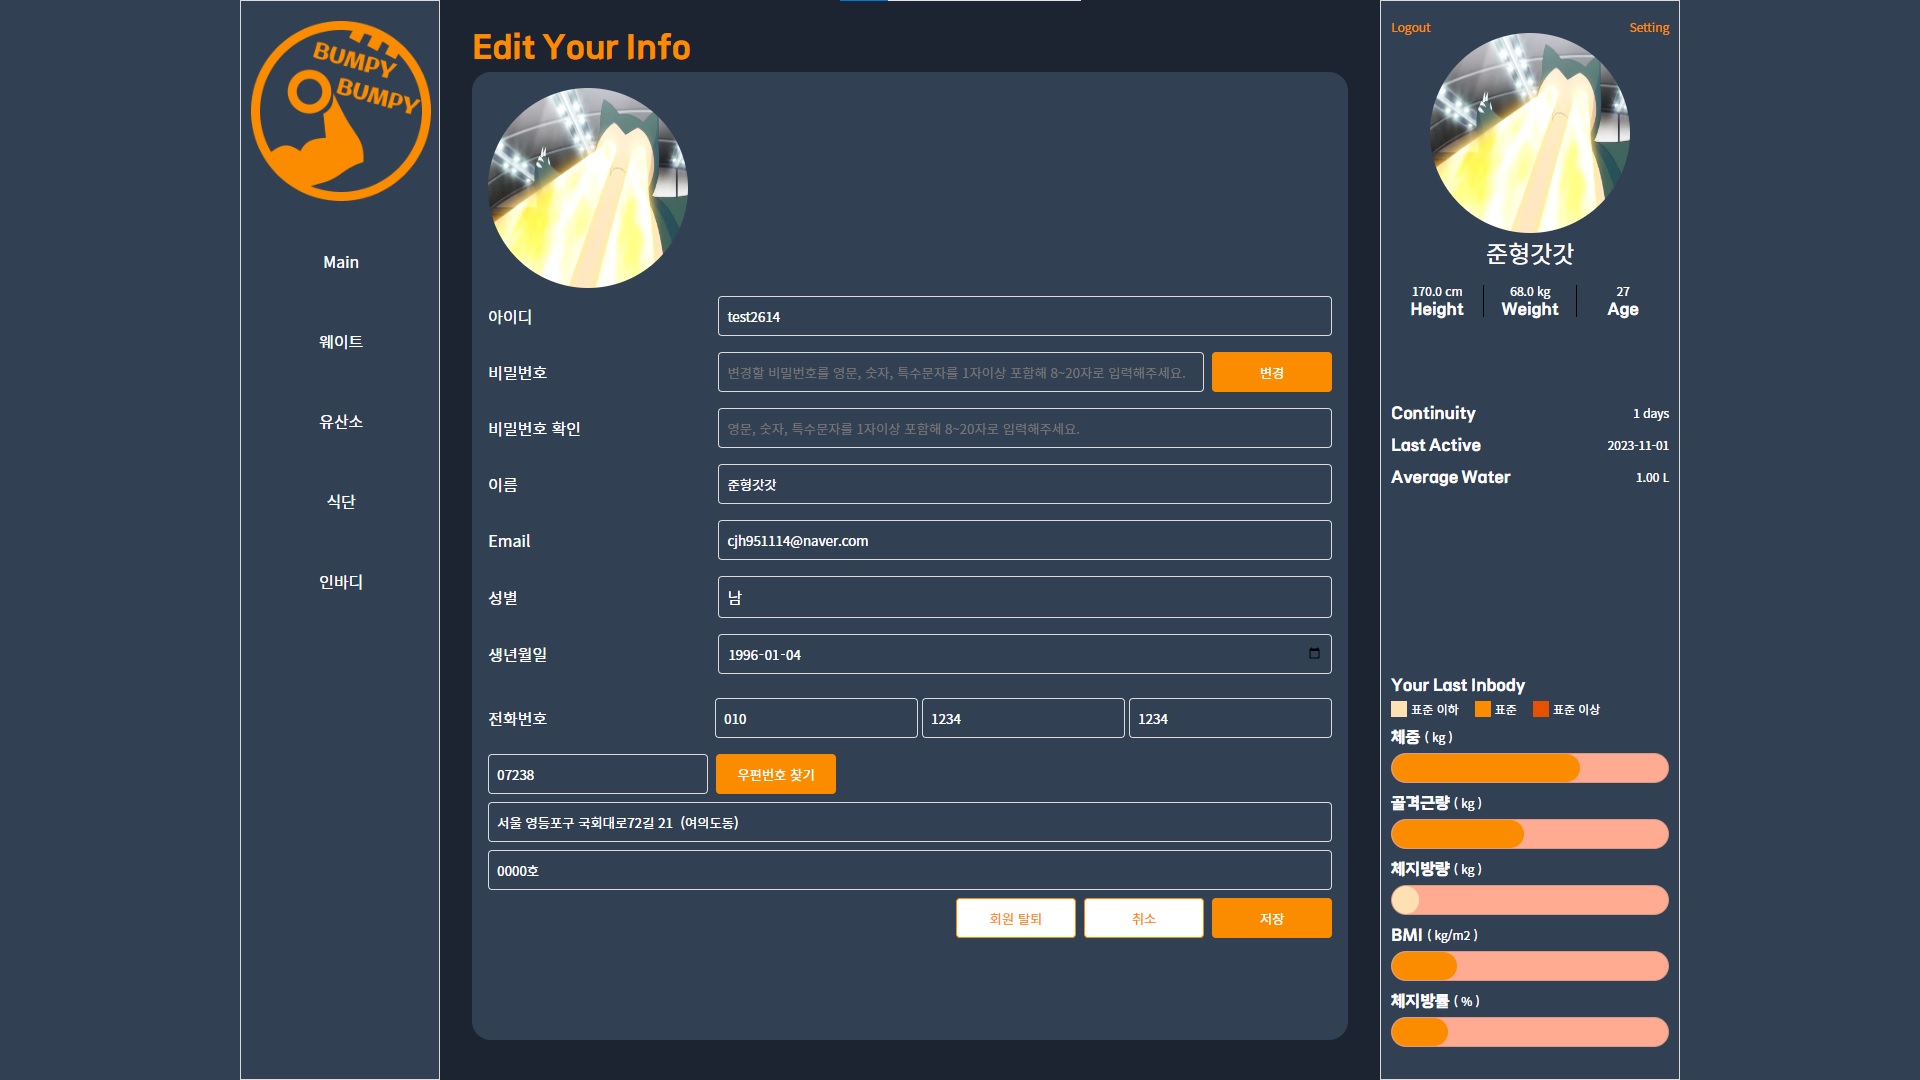 BUMPY
BUMPY
Main
웨이트
유산소
식단
인바디
Edit Your Info
아이디
test2614
비밀번호
변경할 비밀번호를 영문, 숫자, 특수문자를 1자이상 포함해 8~20자로 입력해주세요.
변경
비밀번호 확인
영문, 숫자, 특수문자를 1자이상 포함해 8~20자로 입력해주세요.
이름
준형갓갓
Email
cjh951114@naver.com
성별
남
생년월일
1996-01-04
전화번호
010 1234 1234
07238
우편번호 찾기
서울 영등포구 국회대로72길 21 (여의도동)
0000호
회원 탈퇴 취소 저장
Logout Setting
준형갓갓
170.0 cm 68.0 kg 27
Height Weight Age
Continuity 1 days
Last Active 2023-11-01
Average Water 1.00 L
Your Last Inbody
표준 이하 표준 표준 이상
체중 ( kg )
골격근량 ( kg )
체지방량 ( kg )
BMI ( kg/m2 )
체지방률 ( % )